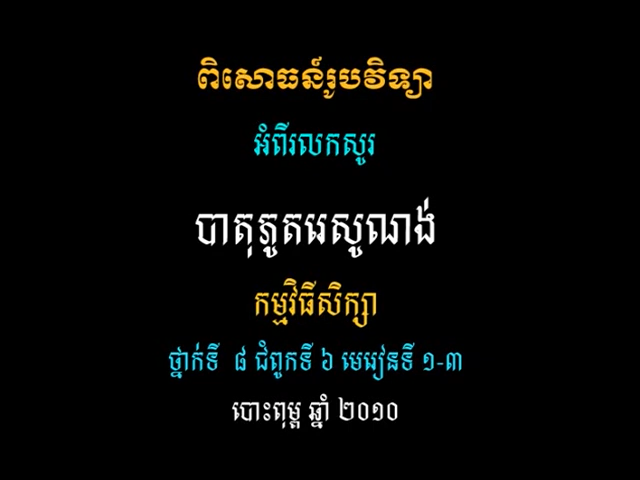 ពិសោធន៍រូបវិទ្យា
អំពីរលកសូរ
បាតុភូតរេសូណង់
កម្មវិធីសិក្សា
ថ្នាក់ទី ៨ ជំពូកទី ៦ មេរៀនទី ១-៣
បោះពុម្ព ឆ្នាំ ២០១០